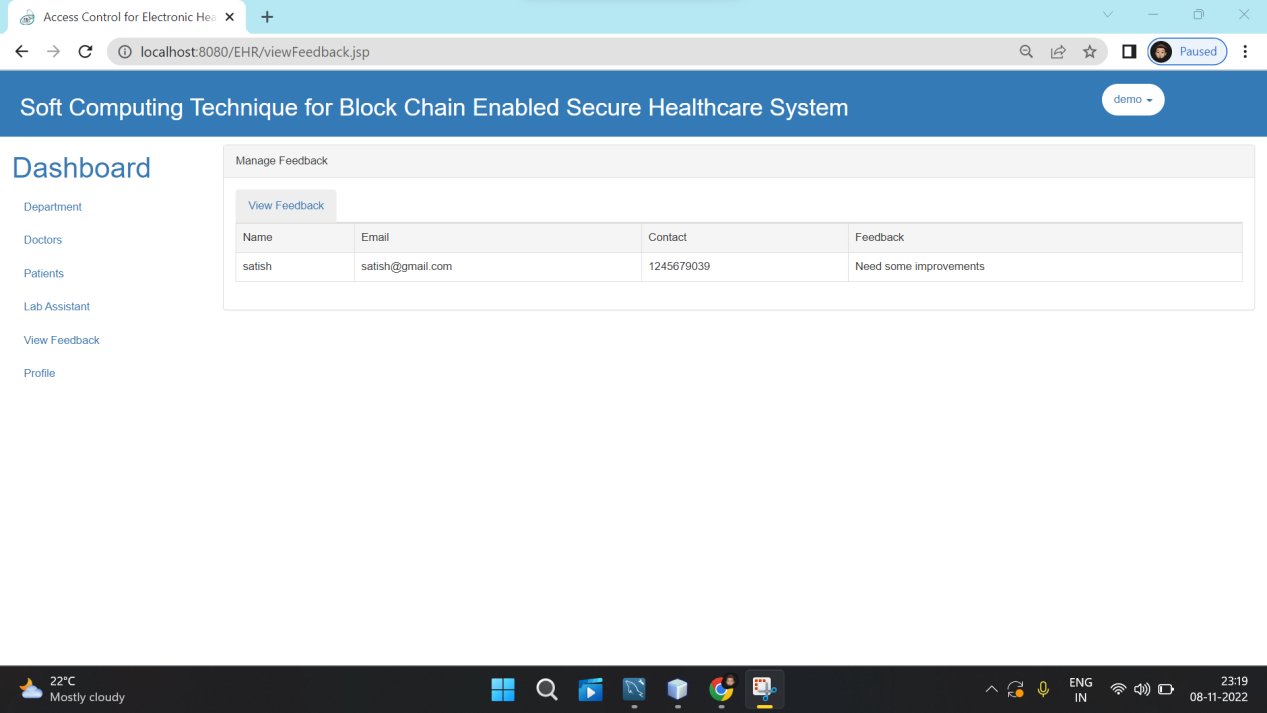 Access Control for Electronic Hea
localhost:8080/EHR/viewFeedback.jsp
Paused
Soft Computing Technique for Block Chain Enabled Secure Healthcare System
demo
Dashboard
Department
Doctors
Patients
Lab Assistant
View Feedback
Profile
Manage Feedback
View Feedback
Name Email Contact Feedback
satish satish@gmail.com 1245679039 Need some improvements
22°C
Mostly cloudy
ENG
IN
23:19
08-11-2022